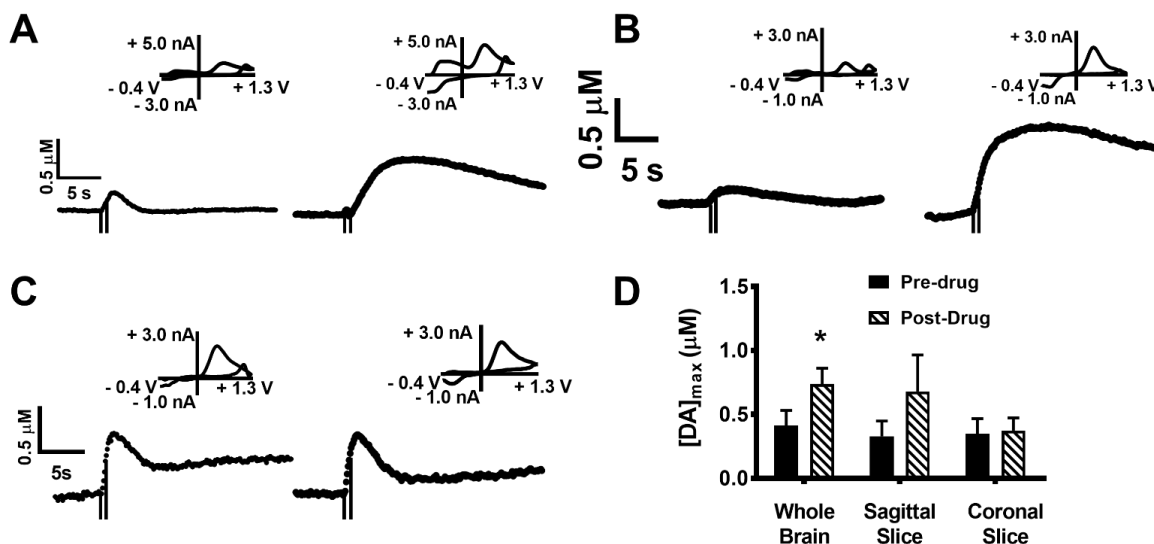 A
+ 5.0 nA
- 0.4 V
+ 1.3 V
- 3.0 nA
0.5 μM
5 s
+ 5.0 nA
- 0.4 V
+ 1.3 V
- 3.0 nA
B
+ 3.0 nA
- 0.4 V
+ 1.3 V
- 1.0 nA
0.5 μM
5 s
+ 3.0 nA
- 0.4 V
+ 1.3 V
- 1.0 nA
C
+ 3.0 nA
- 0.4 V
+ 1.3 V
- 1.0 nA
0.5 μM
5s
+ 3.0 nA
- 0.4 V
+ 1.3 V
- 1.0 nA
D
Pre-drug
Post-Drug
[DA]max (μM)
1.5
1.0
0.5
0.0
*
Whole
Brain
Sagittal
Slice
Coronal
Slice